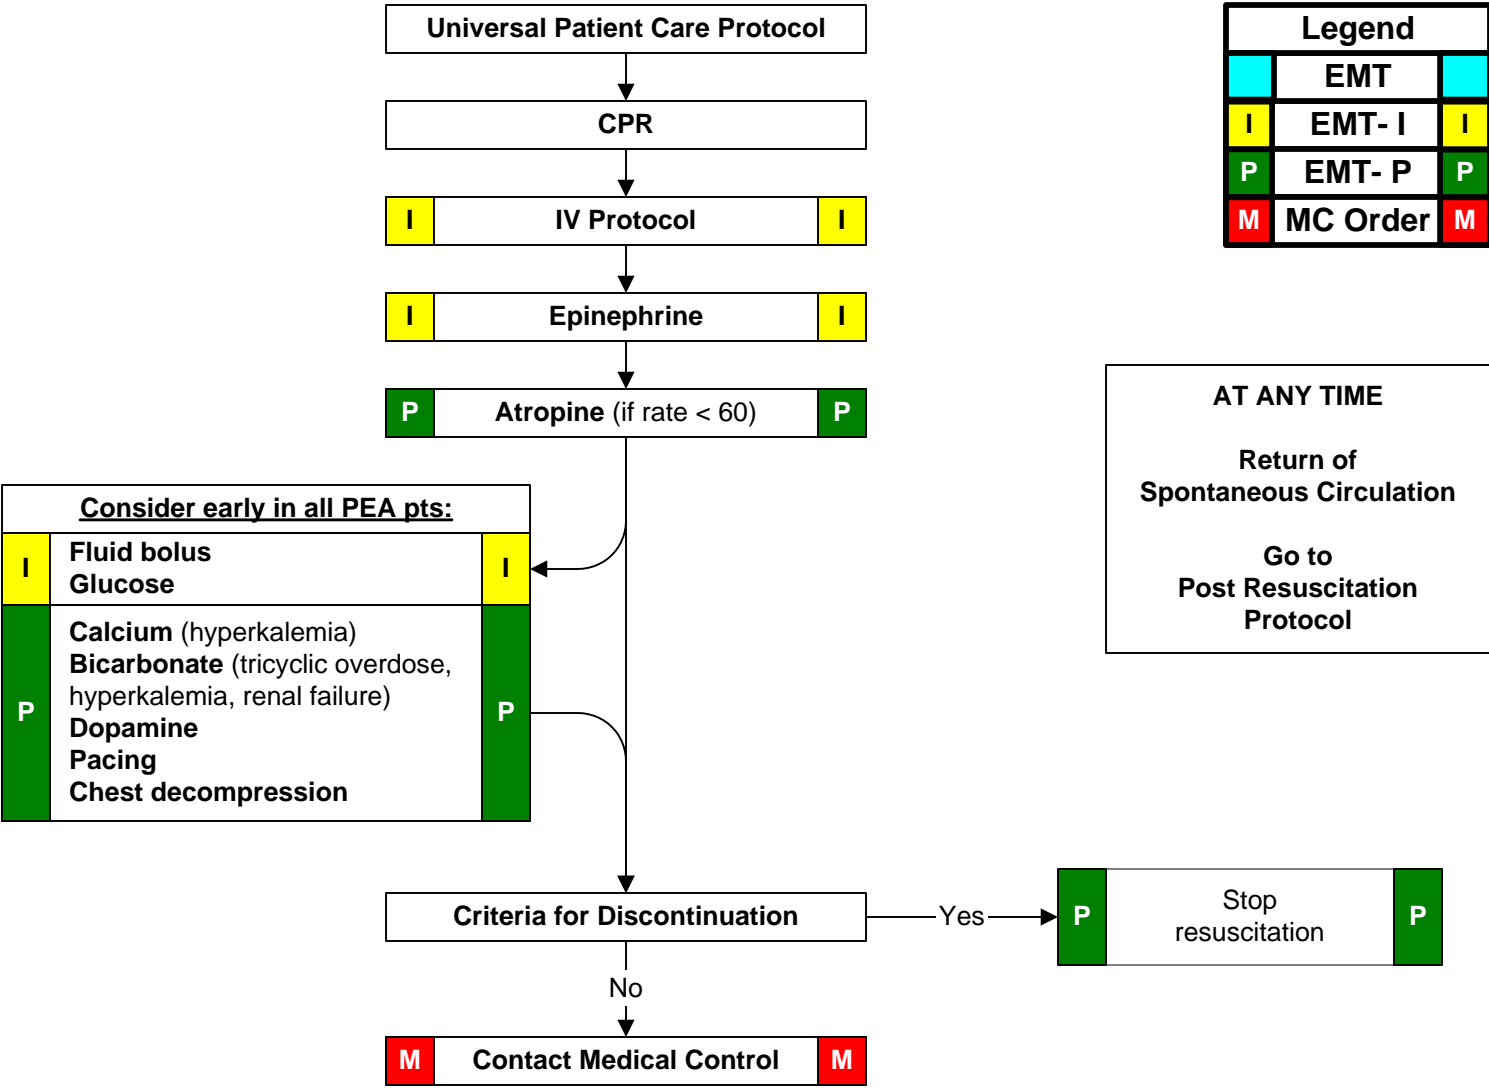 Universal Patient Care Protocol
Legend
EMT
I EMT- I I
P EMT- P P
M MC Order M
CPR
I IV Protocol I
I Epinephrine I
P Atropine (if rate < 60) P
AT ANY TIME
Return of
Spontaneous Circulation
Go to
Post Resuscitation
Protocol
Consider early in all PEA pts:
I Fluid bolus I
Glucose
P Calcium (hyperkalemia) P
Bicarbonate (tricyclic overdose,
hyperkalemia, renal failure)
Dopamine
Pacing
Chest decompression
Criteria for Discontinuation
Yes
P Stop P
resuscitation
No
M Contact Medical Control M